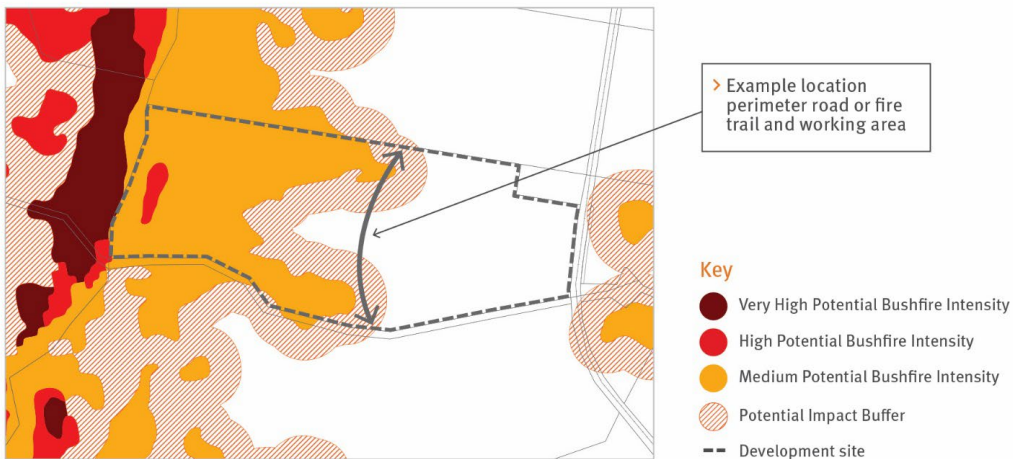 > Example location
perimeter road or fire
trail and working area
Key
Very High Potential Bushfire Intensity
High Potential Bushfire Intensity
Medium Potential Bushfire Intensity
Potential Impact Buffer
Development site